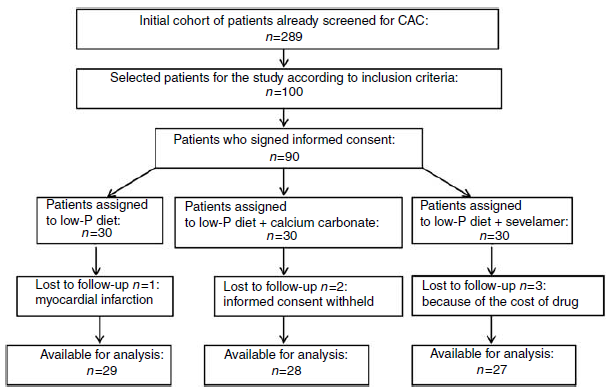 Initial cohort of patients already screened for CAC:
n=289
Selected patients for the study according to inclusion criteria:
n=100
Patients who signed informed consent:
n=90
Patients assigned
to low-P diet:
n=30
Patients assigned
to low-P diet + calcium carbonate:
n=30
Patients assigned
to low-P diet + sevelamer:
n=30
Lost to follow-up n=1:
myocardial infarction
Lost to follow-up n=2:
informed consent withheld
Lost to follow-up n=3:
because of the cost of drug
Available for analysis:
n=29
Available for analysis:
n=28
Available for analysis:
n=27